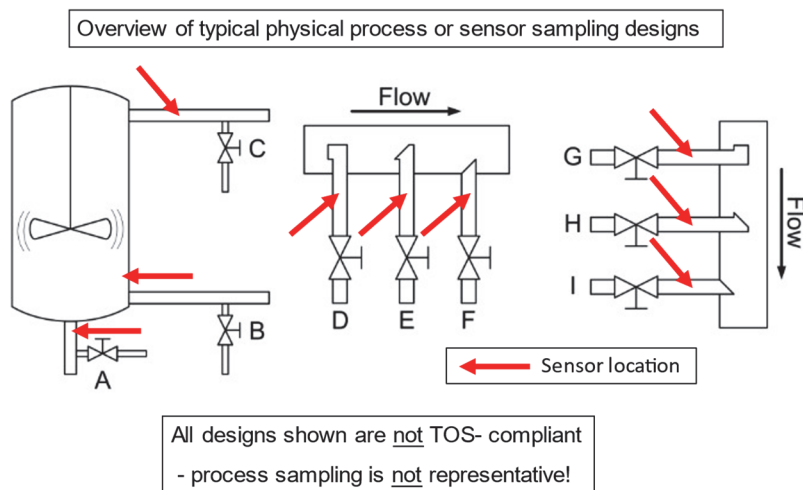 Overview of typical physical process or sensor sampling designs
Flow
C
B
A
D E F
G
H
I
Flow
Sensor location
All designs shown are not TOS- compliant
- process sampling is not representative!